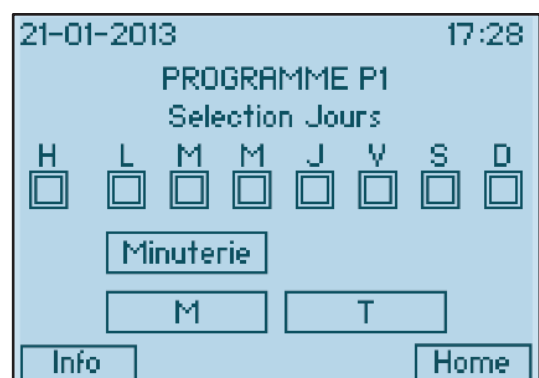 21-01-2013 17:28
PROGRAMME P1
Selection Jours
H L M M J V S D
Minuterie
M T
Info Home